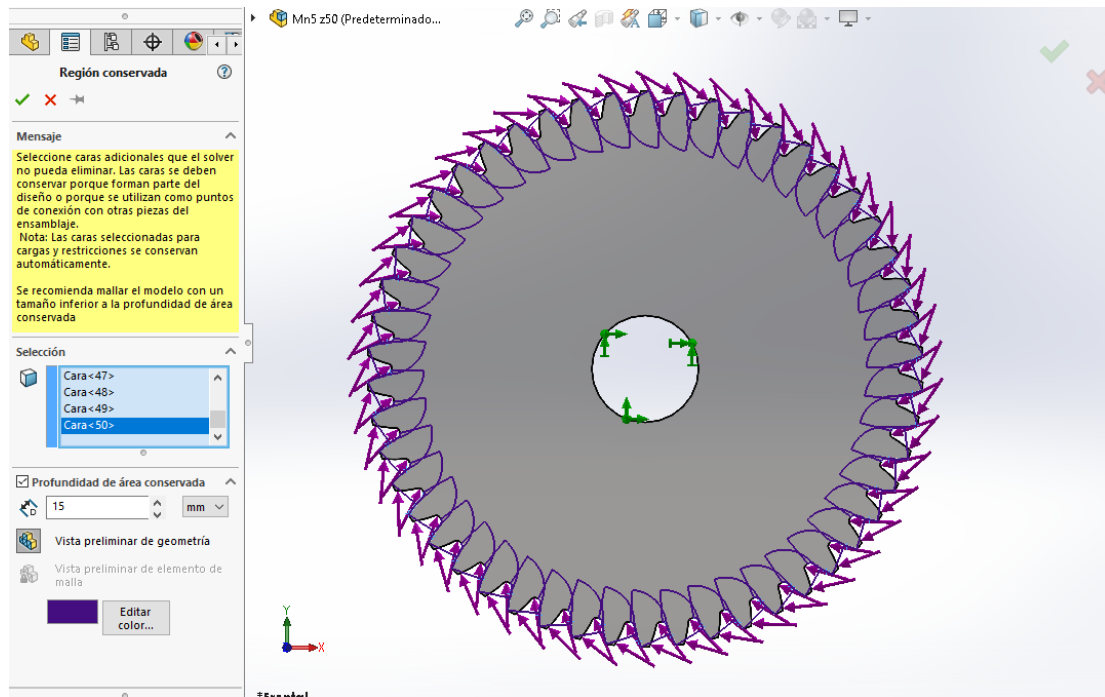 Mn5 z50 (Predeterminado...
Región conservada
Mensaje
Seleccione caras adicionales que el solver
no pueda eliminar. Las caras se deben
conservar porque forman parte del
diseño o porque se utilizan como puntos
de conexión con otras piezas del
ensamblaje.
Nota: Las caras seleccionadas para
cargas y restricciones se conservan
automáticamente.
Se recomienda mallar el modelo con un
tamaño inferior a la profundidad de área
conservada
Selección
Cara<47>
Cara<48>
Cara<49>
Cara<50>
Profundidad de área conservada
D
15
mm
Vista preliminar de geometría
Vista preliminar de elemento de
malla
Editar
color...
Y
X
*Frontal